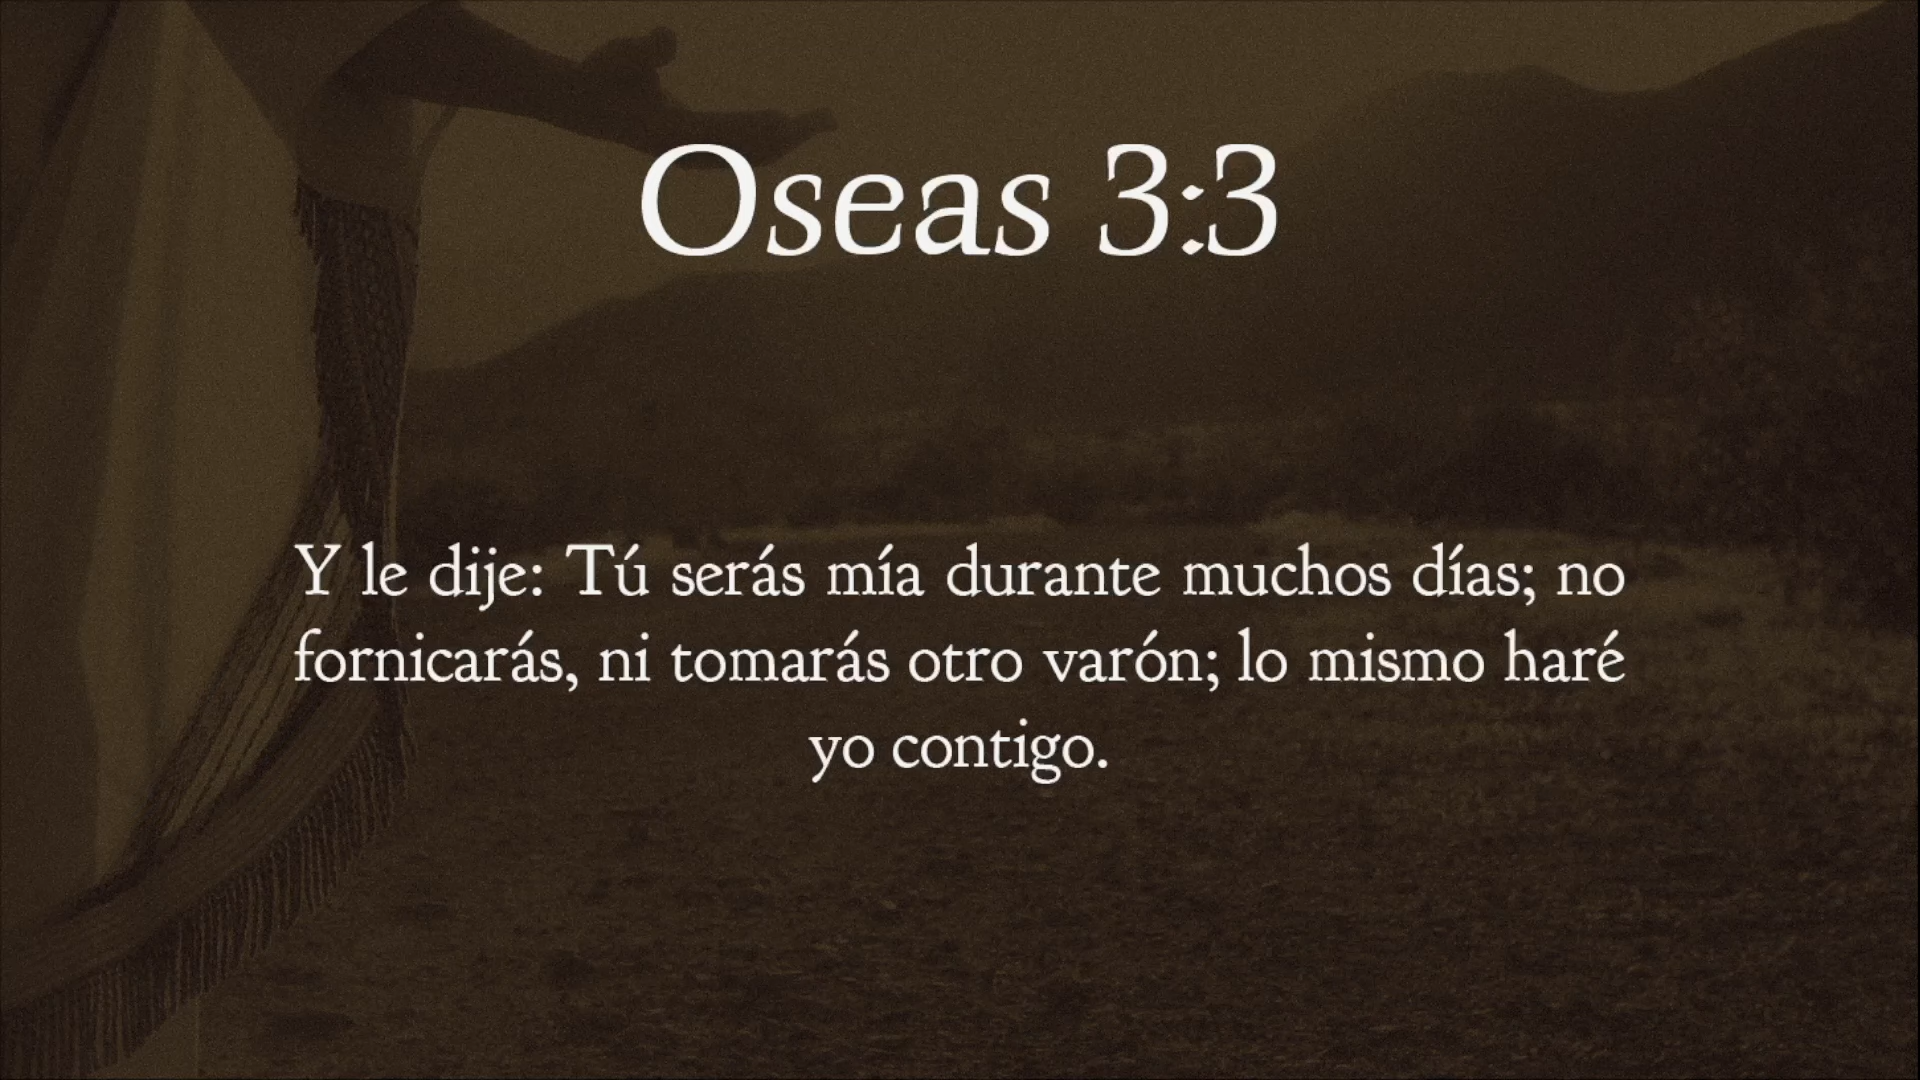 Oseas 3:3
Y le dije: Tú serás mía durante muchos días; no
fornicarás, ni tomarás otro varón; lo mismo haré
yo contigo.